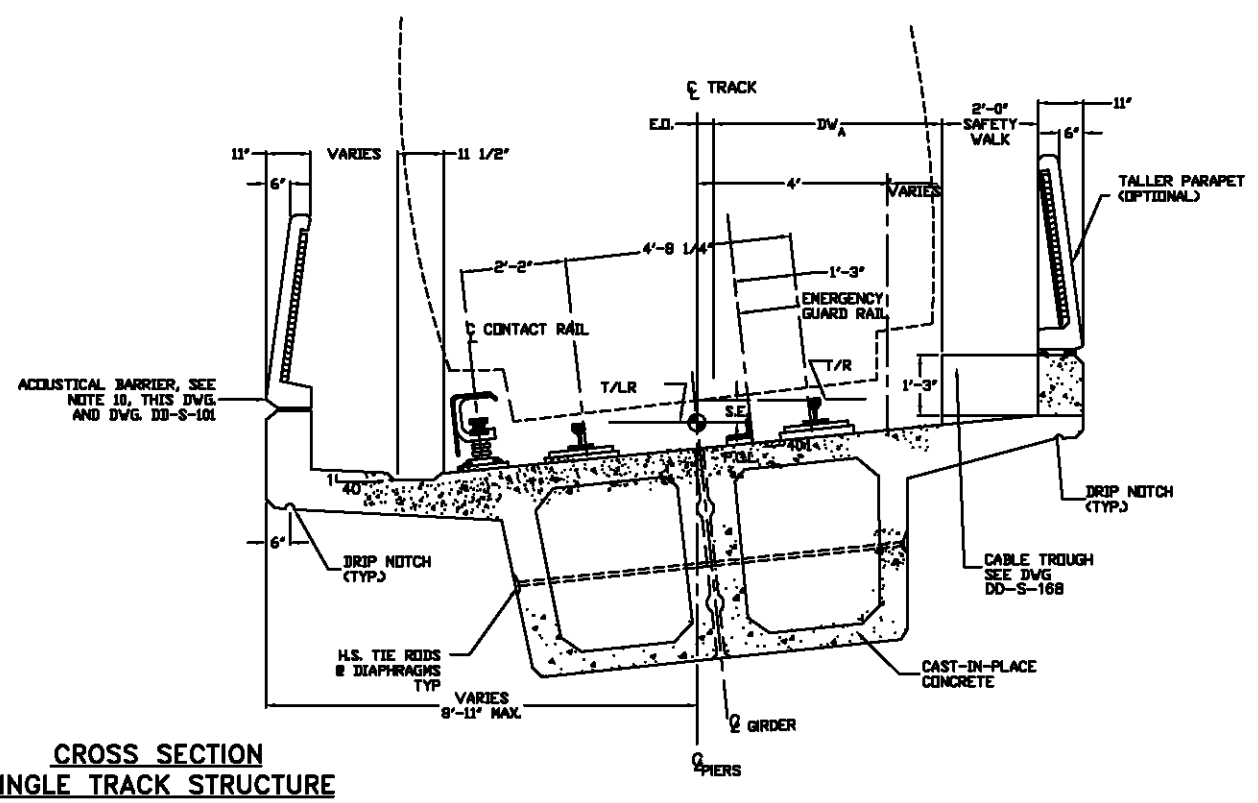 ℄ TRACK
E.O.
DWA
2'-0"
SAFETY
WALK
11"
6"
11"
VARIES
11 1/2"
6"
4'
VARIES
TALLER PARAPET
(OPTIONAL)
2'-2"
4'-8 1/4"
1'-3"
EMERGENCY
GUARD RAIL
℄ CONTACT RAIL
T/LR
T/R
1'-3"
S.E.
ACOUSTICAL BARRIER, SEE
NOTE 10, THIS DWG.
AND DWG. DD-S-101
1
40
40:1
6"
DRIP NOTCH
(TYP.)
DRIP NOTCH
(TYP.)
CABLE TROUGH
SEE DWG
DD-S-168
H.S. TIE RODS
@ DIAPHRAGMS
TYP
CAST-IN-PLACE
CONCRETE
VARIES
8'-11" MAX.
℄ GIRDER
℄ PIERS
CROSS SECTION
INGLE TRACK STRUCTURE